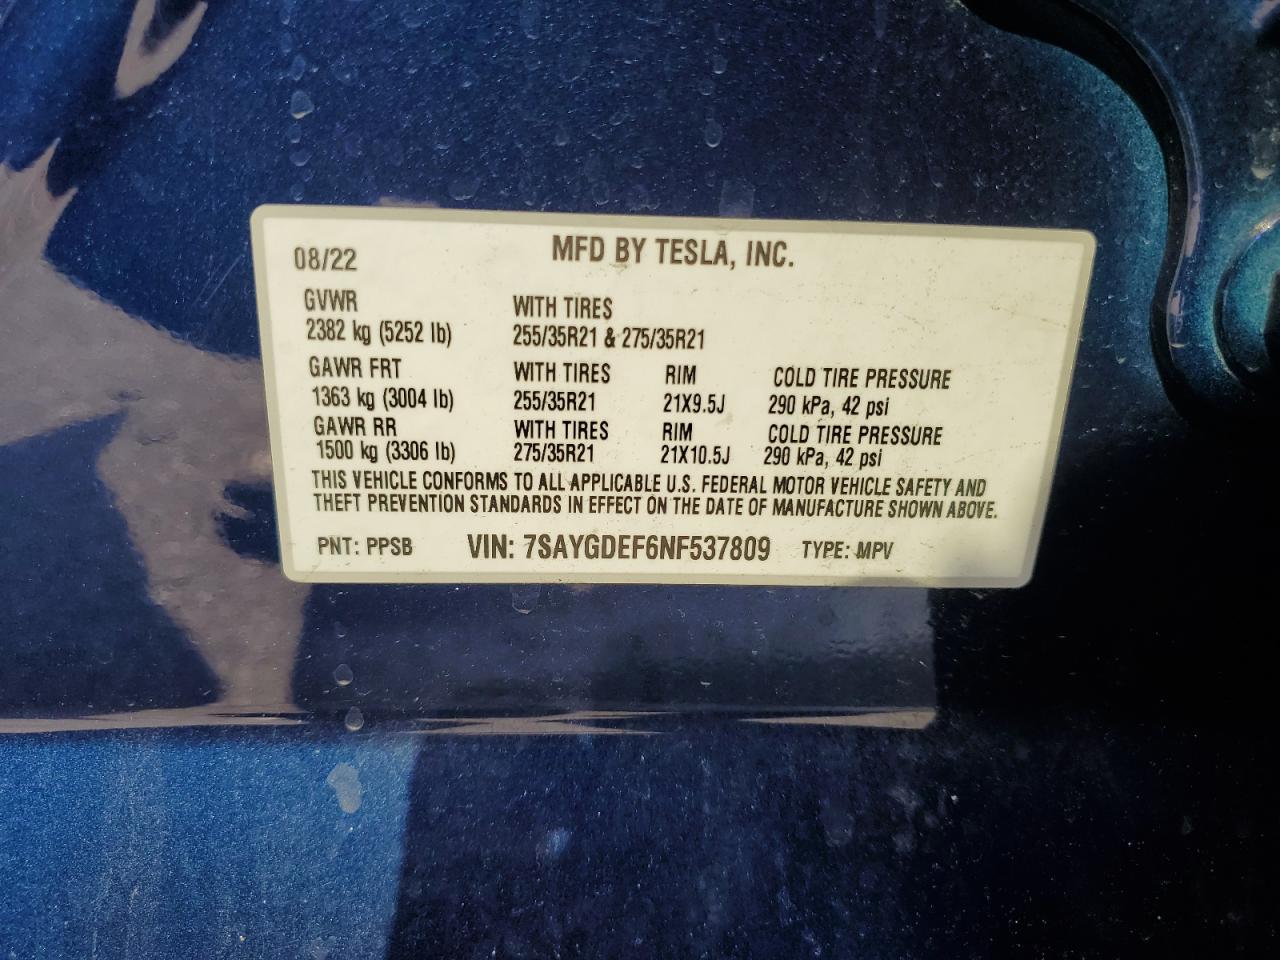 MFD BY TESLA, INC.
08/22
GVWR WITH TIRES
2382 kg (5252 lb) 255/35R21 & 275/35R21
GAWR FRT WITH TIRES RIM COLD TIRE PRESSURE
1363 kg (3004 lb) 255/35R21 21X9.5J 290 kPa, 42 psi
GAWR RR WITH TIRES RIM COLD TIRE PRESSURE
1500 kg (3306 lb) 275/35R21 21X10.5J 290 kPa, 42 psi
THIS VEHICLE CONFORMS TO ALL APPLICABLE U.S. FEDERAL MOTOR VEHICLE SAFETY AND
THEFT PREVENTION STANDARDS IN EFFECT ON THE DATE OF MANUFACTURE SHOWN ABOVE.
PNT: PPSB VIN: 7SAYGDEF6NF537809 TYPE: MPV